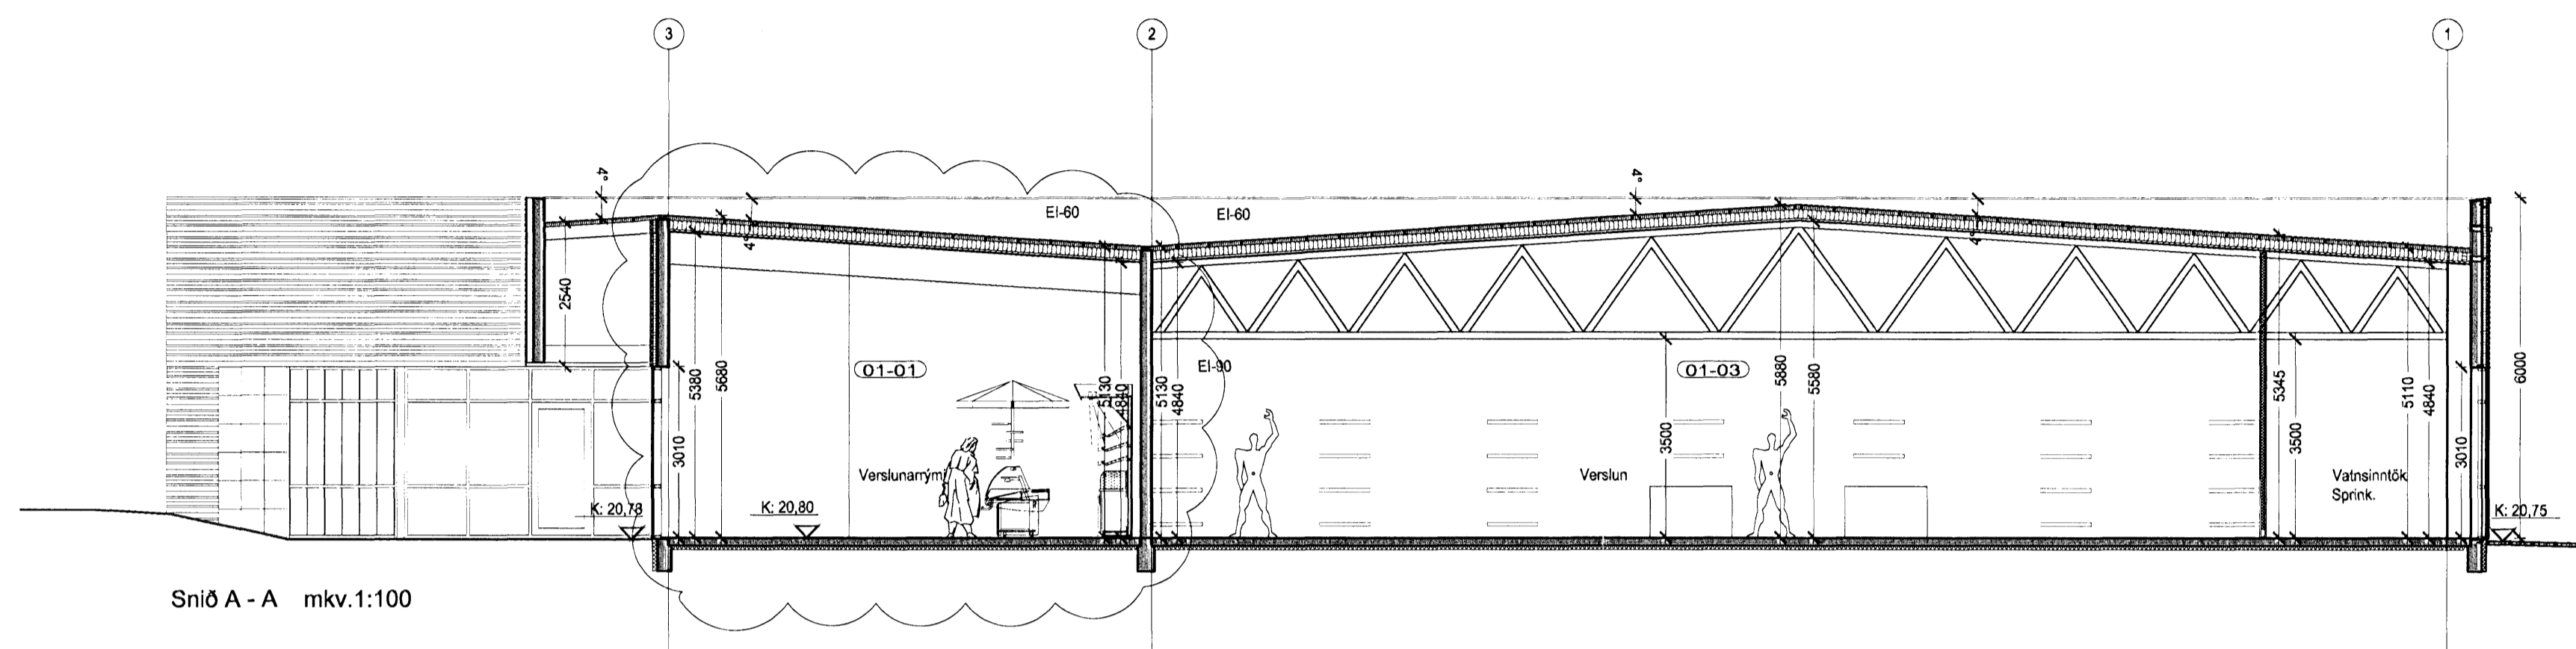 3
2
1
4°
4°
EI-60
EI-60
4°
4°
2540
5380
5680
3010
01-01
5130
4840
5130
4840
EI-90
3500
01-03
5880
5580
5345
3500
5110
4840
3010
6000
Verslunarrými
Verslun
Vatnsinntök
Sprink.
K: 20,78
K: 20,80
K: 20,75
Snið A - A mkv.1:100